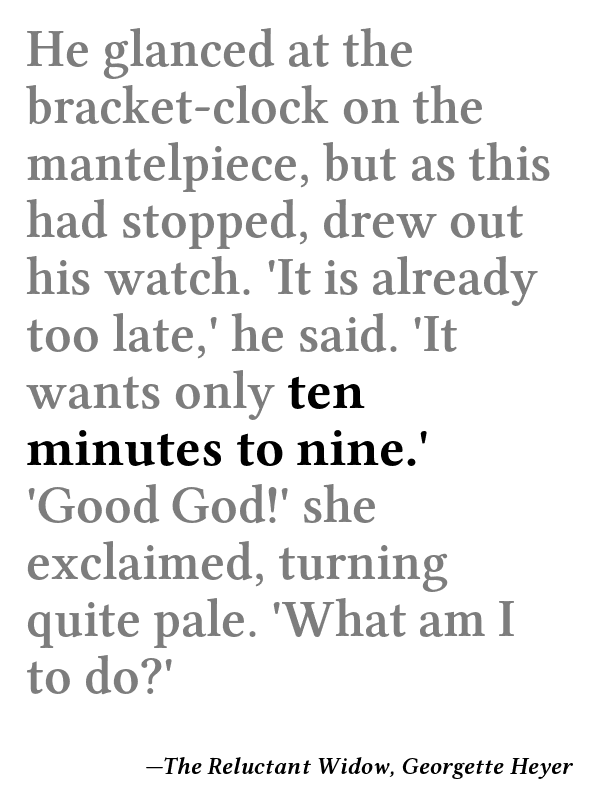 He glanced at the
bracket-clock on the
mantelpiece, but as this
had stopped, drew out
his watch. 'It is already
too late,' he said. 'It
wants only ten
minutes to nine.'
'Good God!' she
exclaimed, turning
quite pale. 'What am I
to do?'
—The Reluctant Widow, Georgette Heyer